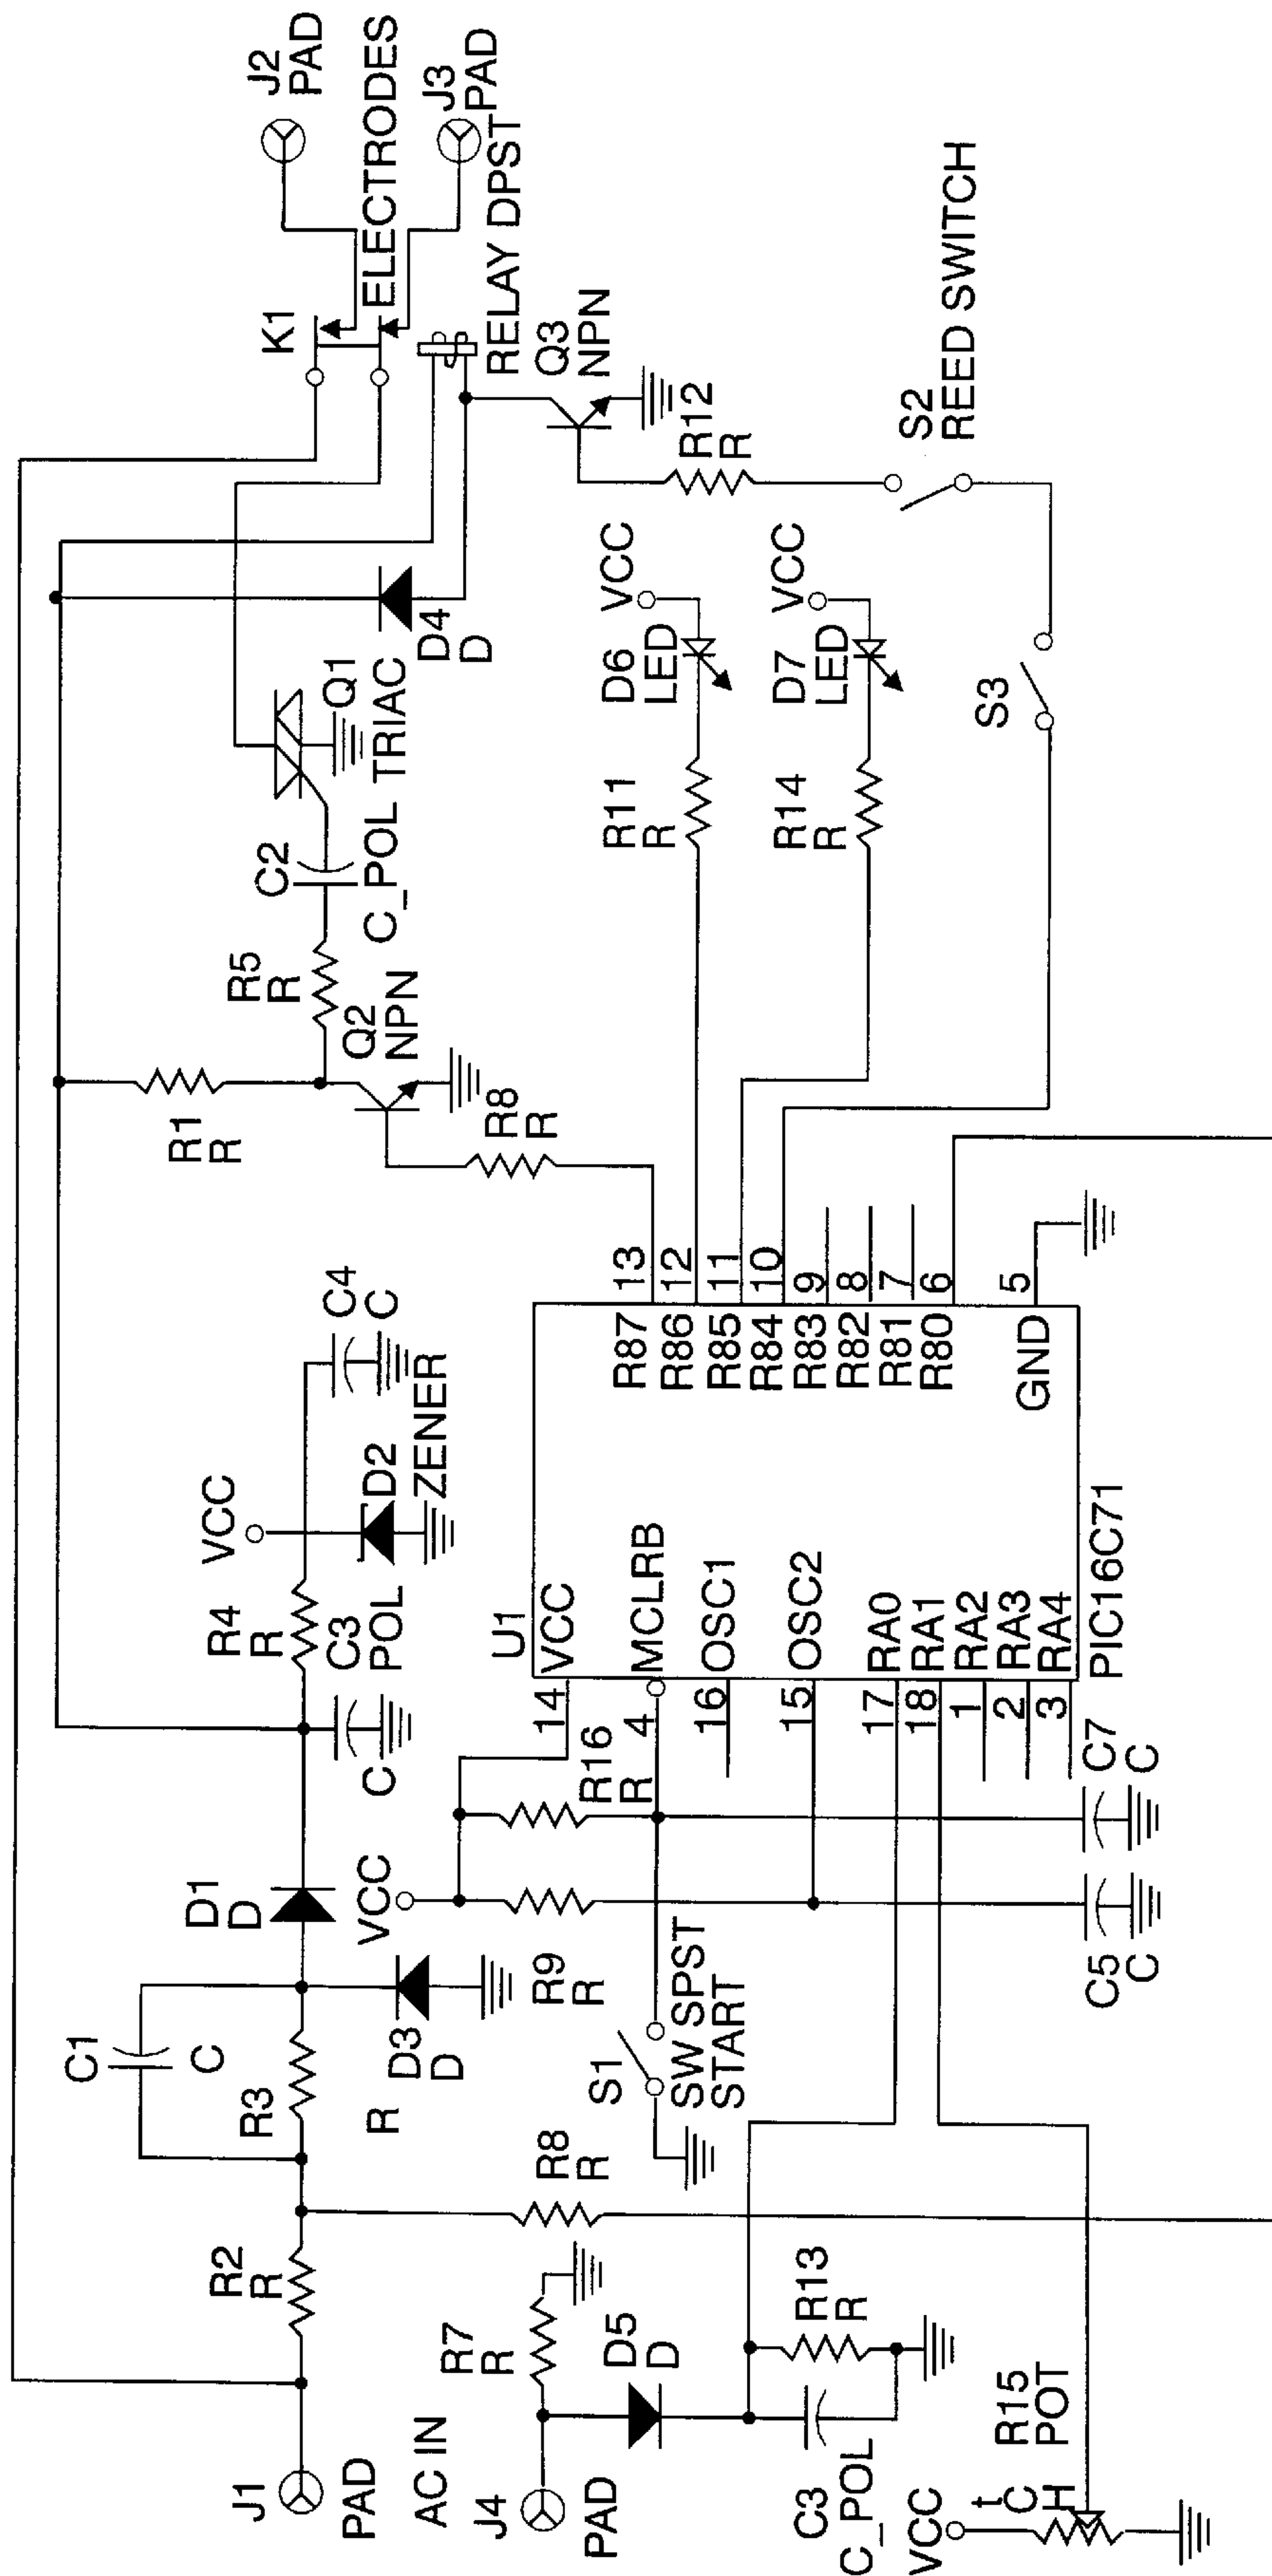 J1
PAD
AC IN
J4
PAD
R2
R
C1
C
R3
R
D3
D
D1
D
R4
R
C
C3
POL
VCC
D2
ZENER
C4
C
R1
R
R5
R
Q2
NPN
R8
R
C2
C_POL
TRIAC
Q1
D4
D
K1
J2
PAD
ELECTRODES
J3
PAD
RELAY DPST
Q3
NPN
R12
R
S2
REED SWITCH
S3
VCC
D6
LED
R11
R
VCC
D7
LED
R14
R
R7
R
D5
D
R13
R
C3
C_POL
VCC
t
C
H
R15
POT
R8
R
S1
SW SPST
START
VCC
R9
R
R16
R
C5
C
C7
C
U1
PIC16C71
14
VCC
4
MCLRB
16
OSC1
15
OSC2
17
RA0
18
RA1
1
RA2
2
RA3
3
RA4
R87
13
R86
12
R85
11
R84
10
R83
9
R82
8
R81
7
R80
6
GND
5